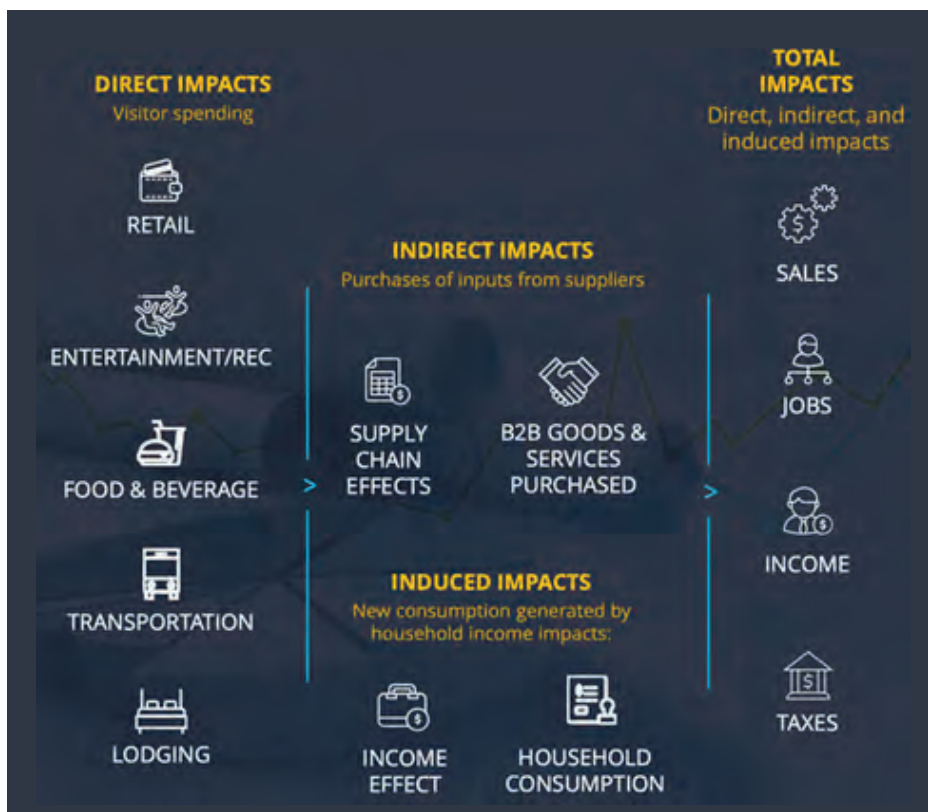 DIRECT IMPACTS
Visitor spending
RETAIL
ENTERTAINMENT/REC
FOOD & BEVERAGE
TRANSPORTATION
LODGING
>
INDIRECT IMPACTS
Purchases of inputs from suppliers
SUPPLY
CHAIN
EFFECTS
B2B GOODS &
SERVICES
PURCHASED
INDUCED IMPACTS
New consumption generated by
household income impacts:
INCOME
EFFECT
HOUSEHOLD
CONSUMPTION
>
TOTAL
IMPACTS
Direct, indirect, and
induced impacts
$
SALES
JOBS
$
INCOME
$
TAXES